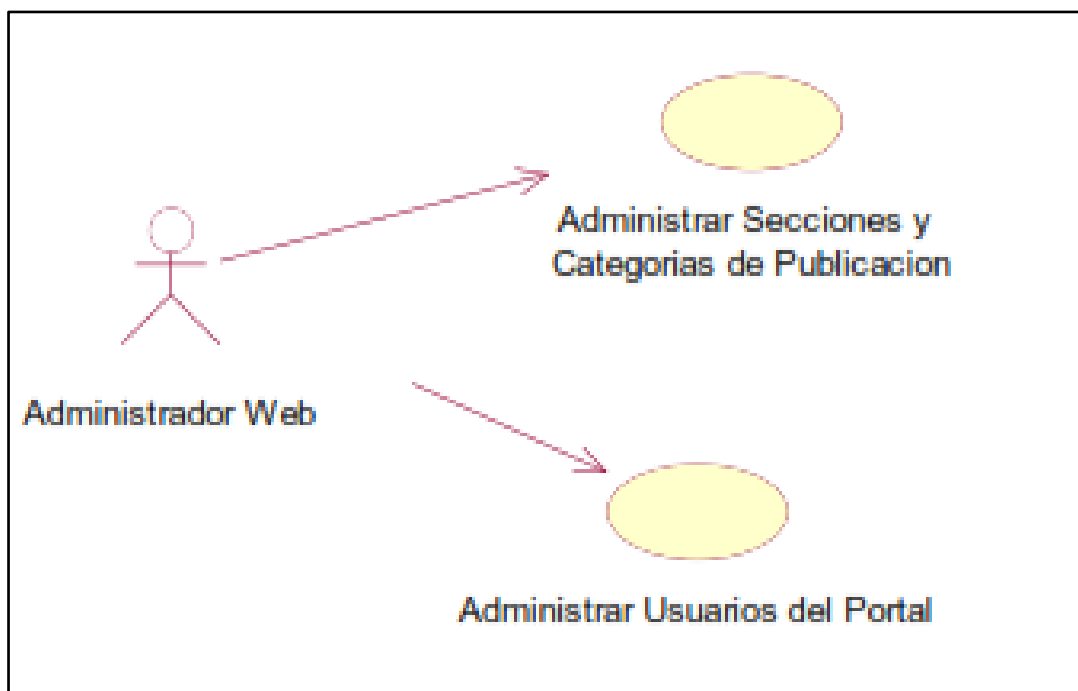 Administrar Secciones y
Categorias de Publicacion
Administrador Web
Administrar Usuarios del Portal